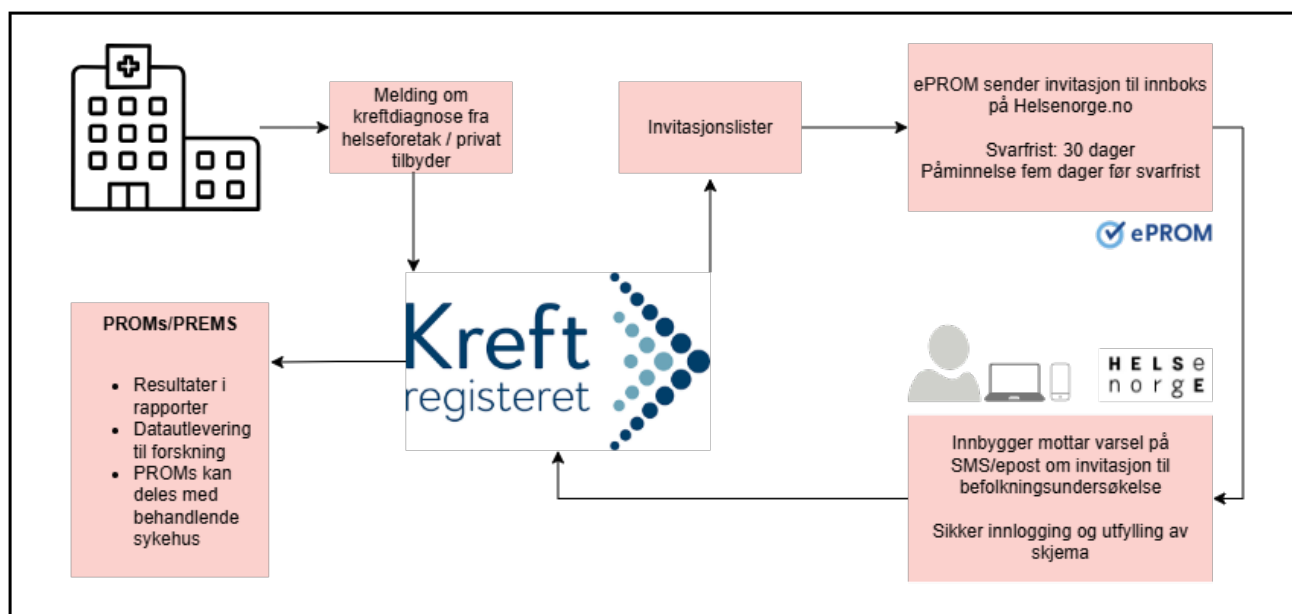 Melding om
kreftdiagnose fra
helseforetak / privat
tilbyder
Invitasjonslister
ePROM sender invitasjon til innboks
på Helsenorge.no
Svarfrist: 30 dager
Påminnelse fem dager før svarfrist
ePROM
Kreft
registeret
PROMs/PREMS
• Resultater i
rapporter
• Datautlevering
til forskning
• PROMs kan
deles med
behandlende
sykehus
HELSe
norgE
Innbygger mottar varsel på
SMS/epost om invitasjon til
befolkningsundersøkelse
Sikker innlogging og utfylling av
skjema